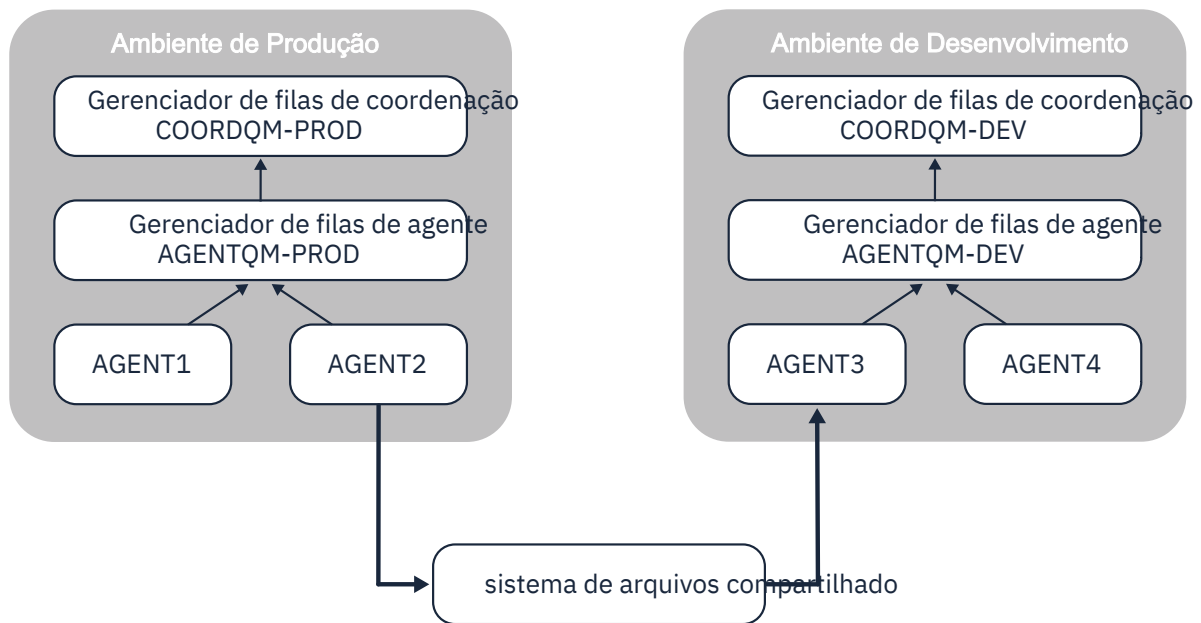 Ambiente de Produção
Gerenciador de filas de coordenação
COORDQM-PROD
Gerenciador de filas de agente
AGENTQM-PROD
AGENT1
AGENT2
Ambiente de Desenvolvimento
Gerenciador de filas de coordenação
COORDQM-DEV
Gerenciador de filas de agente
AGENTQM-DEV
AGENT3
AGENT4
sistema de arquivos compartilhado